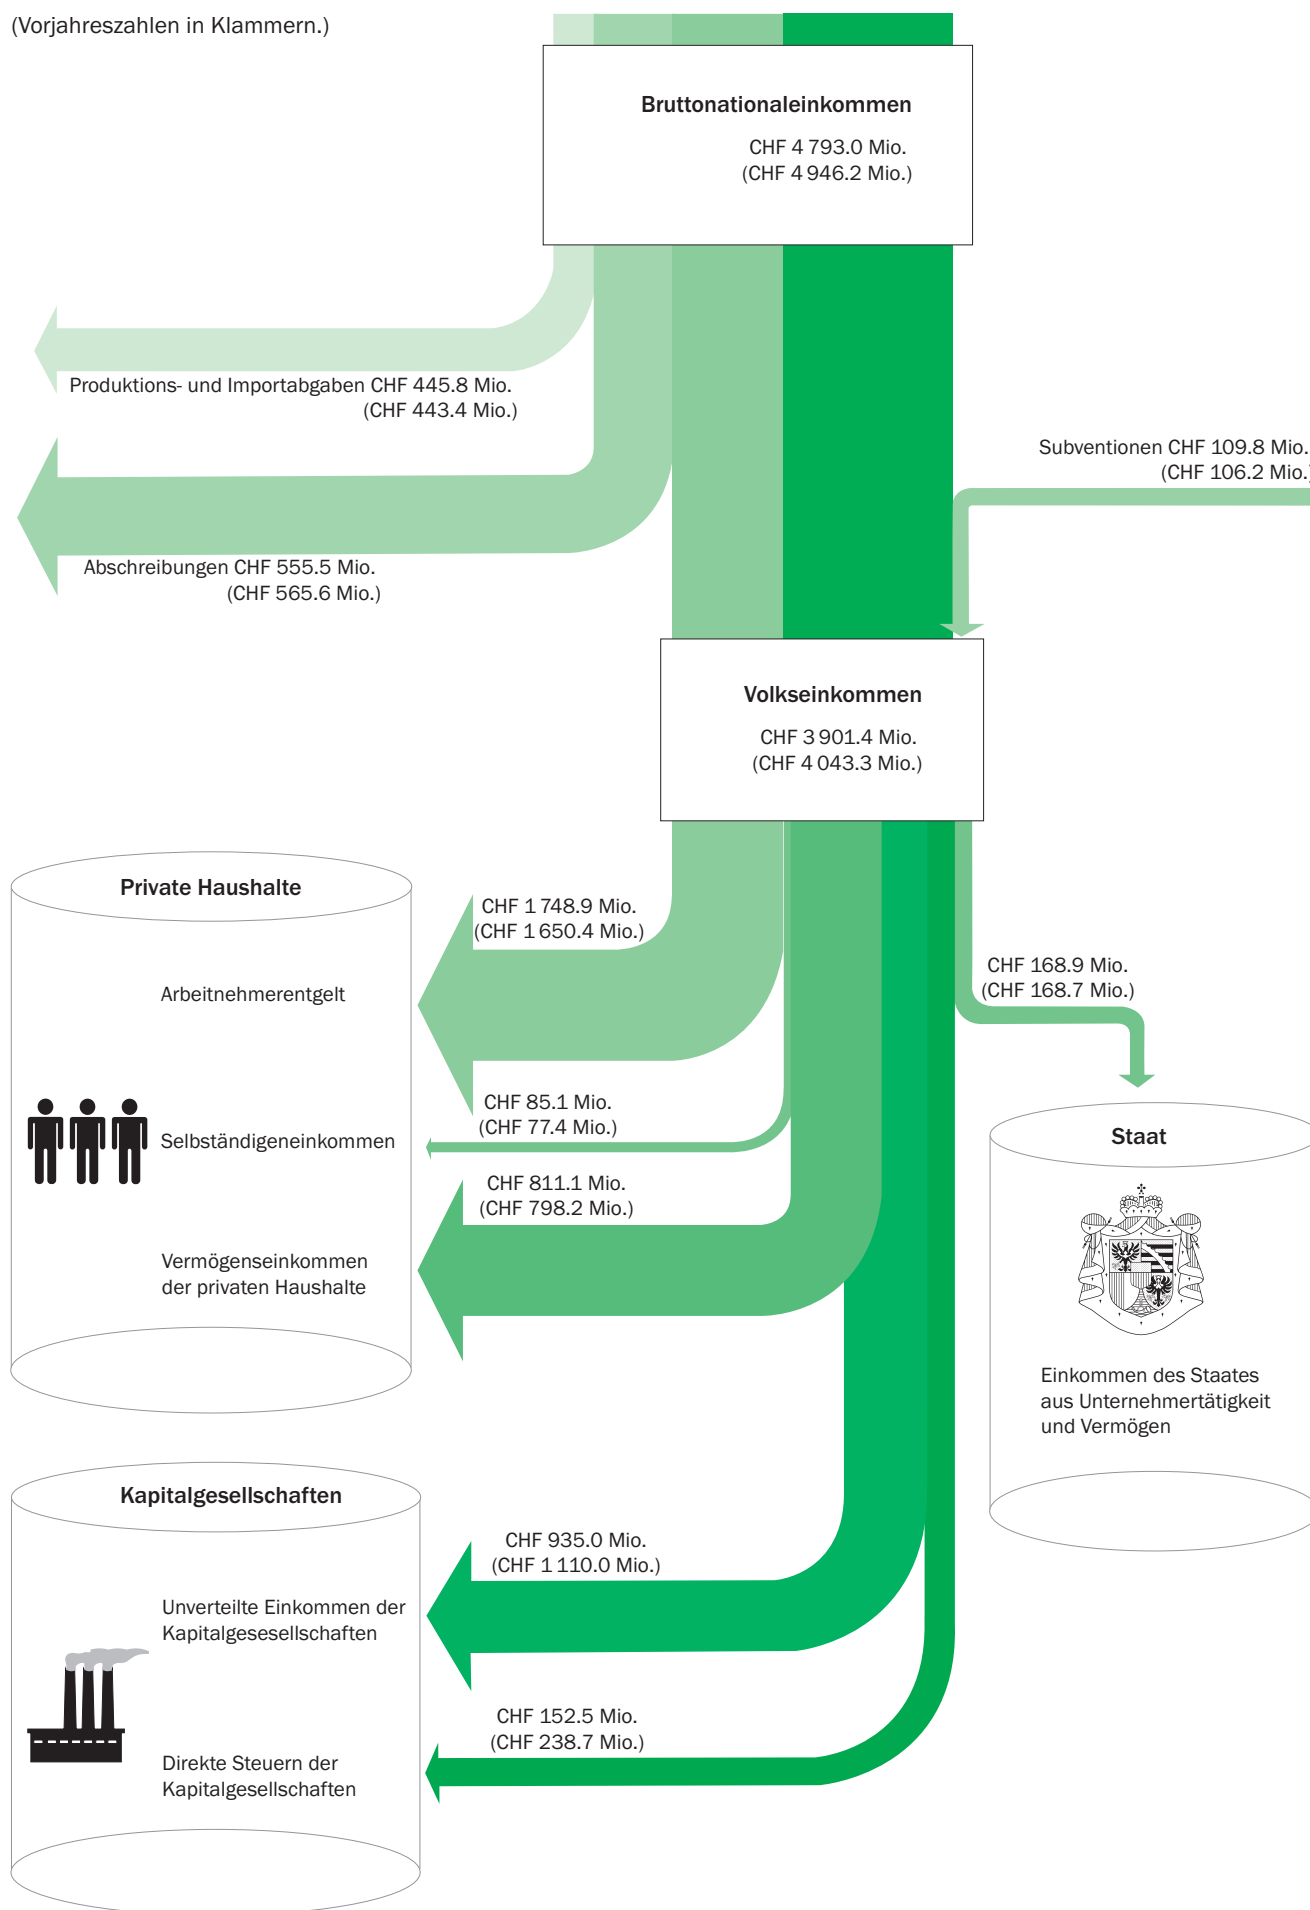 (Vorjahreszahlen in Klammern.)
Bruttonationaleinkommen
CHF 4 793.0 Mio.
(CHF 4 946.2 Mio.)
Produktions- und Importabgaben CHF 445.8 Mio.
(CHF 443.4 Mio.)
Subventionen CHF 109.8 Mio.
(CHF 106.2 Mio.)
Abschreibungen CHF 555.5 Mio.
(CHF 565.6 Mio.)
Volkseinkommen
CHF 3 901.4 Mio.
(CHF 4 043.3 Mio.)
Private Haushalte
CHF 1 748.9 Mio.
(CHF 1 650.4 Mio.)
Arbeitnehmerentgelt
CHF 168.9 Mio.
(CHF 168.7 Mio.)
CHF 85.1 Mio.
(CHF 77.4 Mio.)
Selbständigeneinkommen
CHF 811.1 Mio.
(CHF 798.2 Mio.)
Vermögenseinkommen
der privaten Haushalte
Staat
Einkommen des Staates
aus Unternehmertätigkeit
und Vermögen
Kapitalgesellschaften
CHF 935.0 Mio.
(CHF 1 110.0 Mio.)
Unverteilte Einkommen der
Kapitalgesesellschaften
CHF 152.5 Mio.
(CHF 238.7 Mio.)
Direkte Steuern der
Kapitalgesellschaften